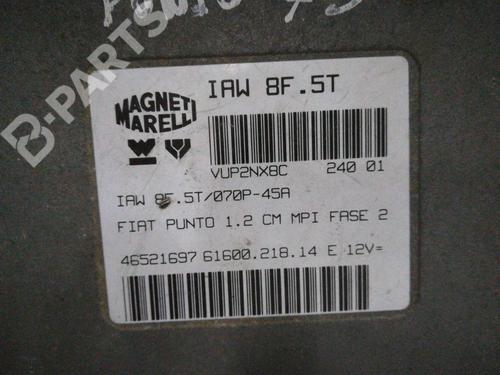 B-PARTS
IAW 8F.5T
MAGNETI
MARELLI
VUP2NX8C 240 01
IAW 8F.5T/070P-45A
FIAT PUNTO 1.2 CM MPI FASE 2
46521697 61600.218.14 E 12V=